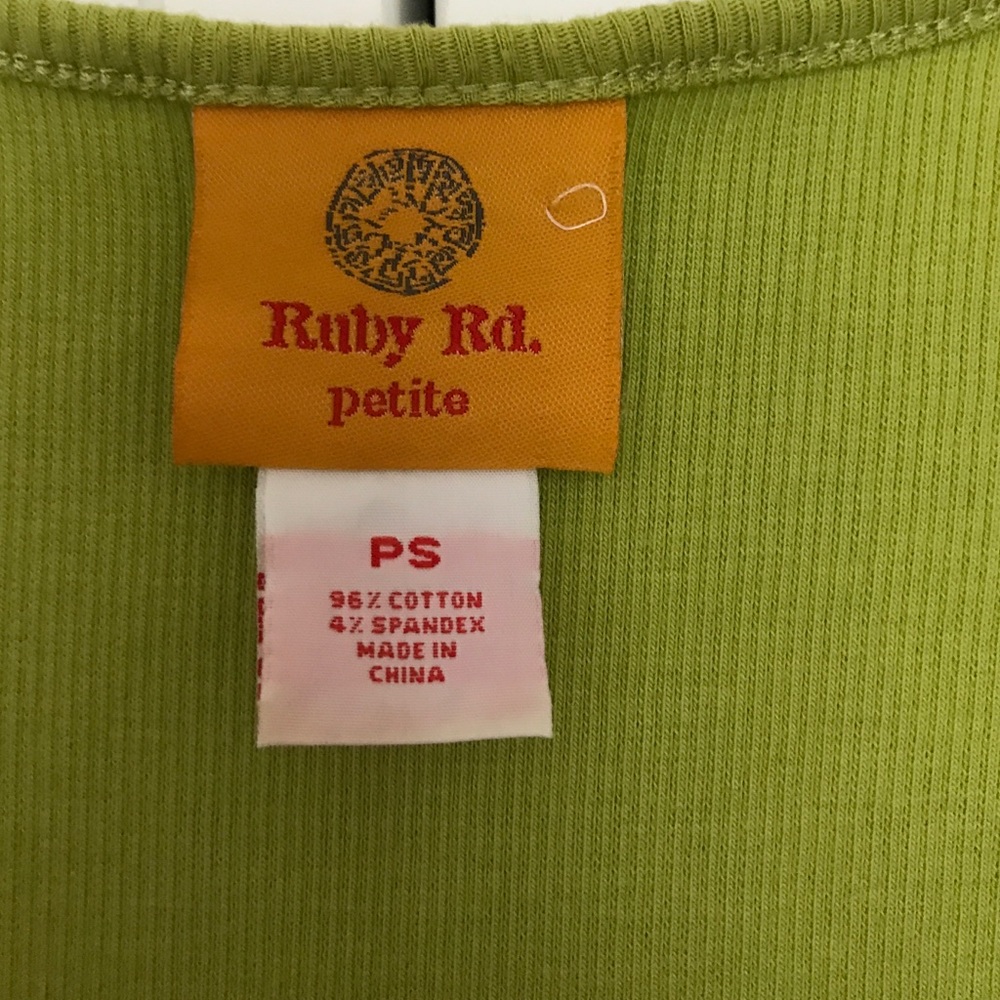 Ruby Rd.
petite
PS
96% COTTON
4% SPANDEX
MADE IN
CHINA